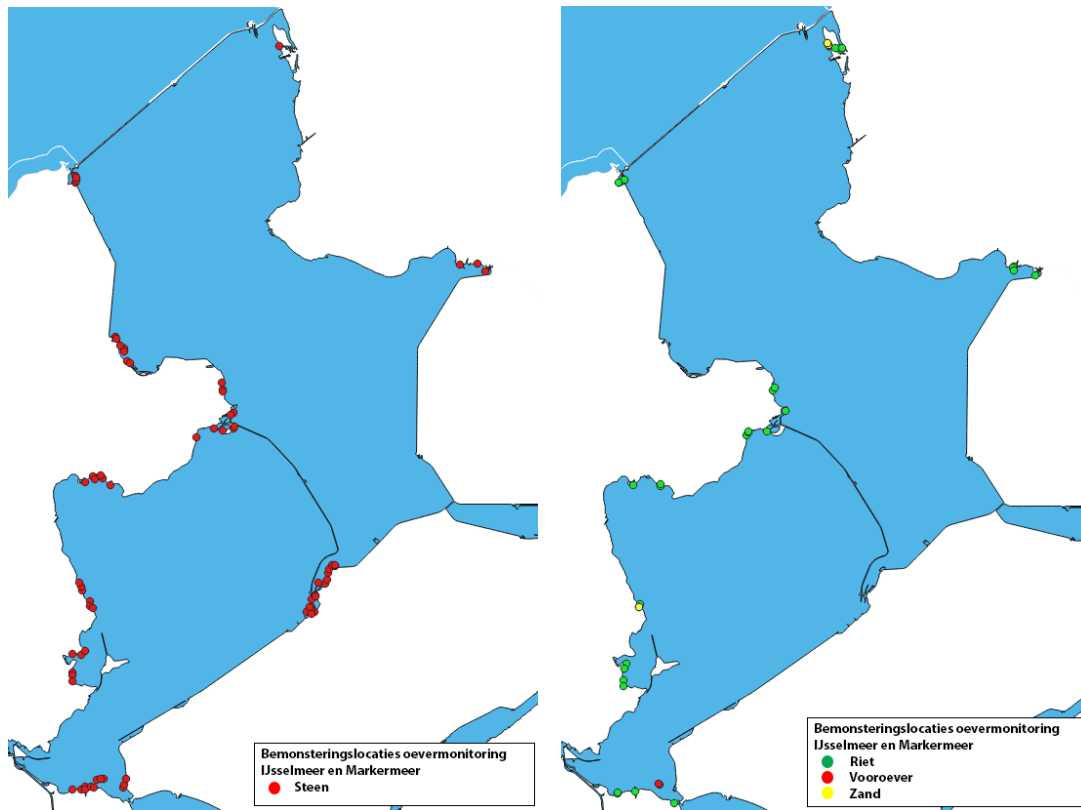 Bemonsteringslocaties oevermonitoring
IJsselmeer en Markermeer
Steen
Bemonsteringslocaties oevermonitoring
IJsselmeer en Markermeer
Riet
Vooroever
Zand